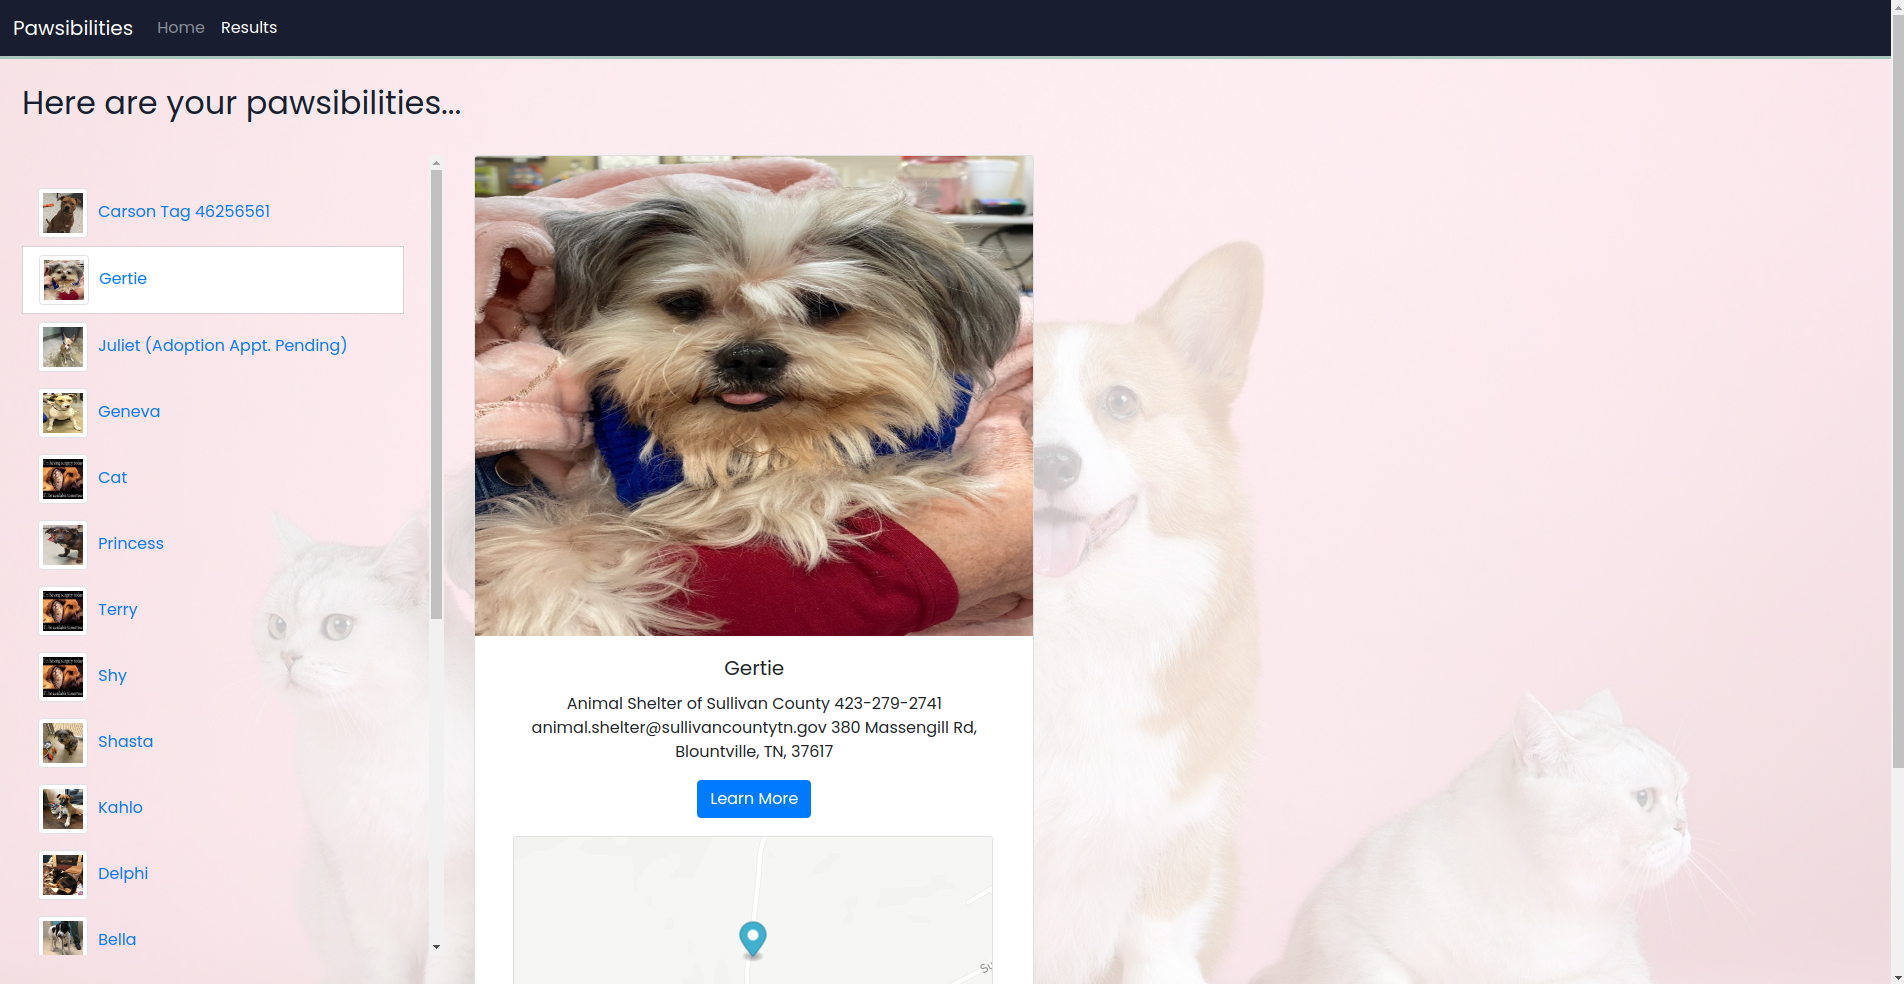 Pawsibilities Home Results
Here are your pawsibilities...
Carson Tag 46256561
Gertie
Juliet (Adoption Appt. Pending)
Geneva
Cat
Princess
Terry
Shy
Shasta
Kahlo
Delphi
Bella
Gertie
Animal Shelter of Sullivan County 423-279-2741
animal.shelter@sullivancountytn.gov 380 Massengill Rd,
Blountville, TN, 37617
Learn More